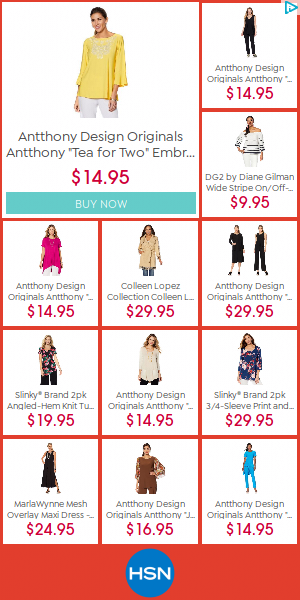 Antthony Design Originals
Antthony "Tea for Two" Embr...
$14.95
BUY NOW
Antthony Design
Originals Antthony "...
$14.95
DG2 by Diane Gilman
Wide Stripe On/Off-...
$9.95
Antthony Design
Originals Antthony "...
$14.95
Colleen Lopez
Collection Colleen L...
$29.95
Antthony Design
Originals Antthony "...
$29.95
Slinky® Brand 2pk
Angled-Hem Knit Tu...
$19.95
Antthony Design
Originals Antthony "...
$14.95
Slinky® Brand 2pk
3/4-Sleeve Print and...
$29.95
MarlaWynne Mesh
Overlay Maxi Dress -...
$24.95
Antthony Design
Originals Antthony "J...
$16.95
Antthony Design
Originals Antthony "...
$14.95
HSN